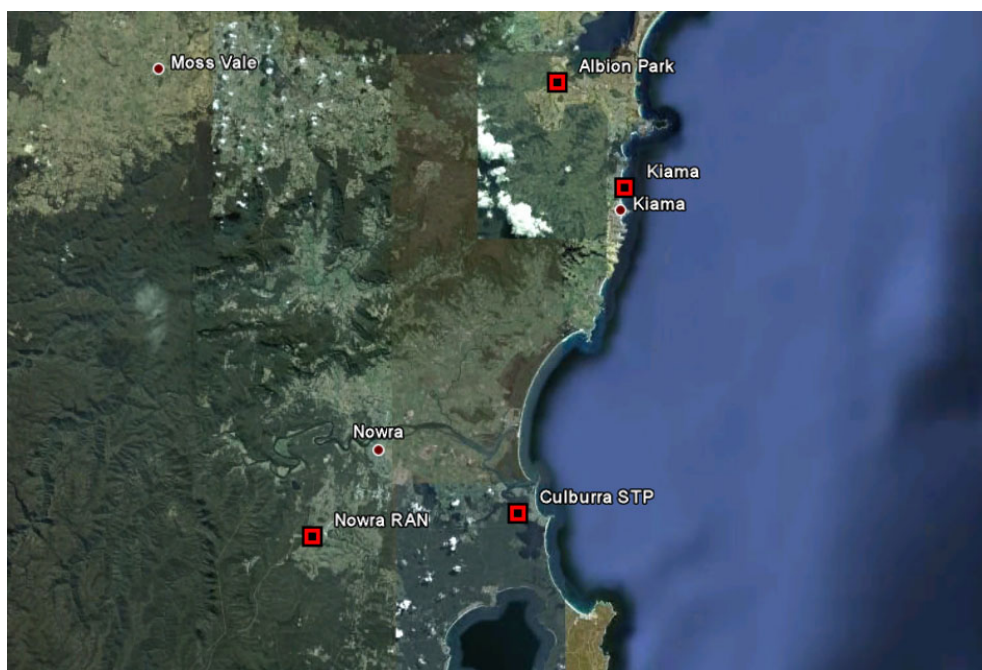 Moss Vale
Albion Park
Kiama
Kiama
Nowra
Culburra STP
Nowra RAN